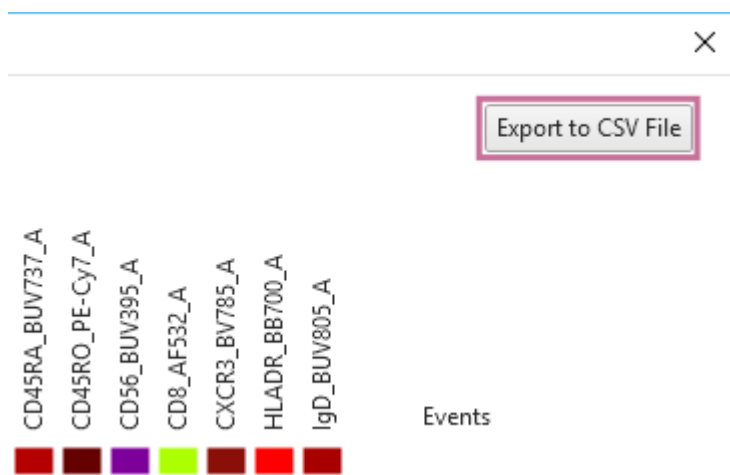 Export to CSV File
CD45RA_BUV737_A
CD45RO_PE-Cy7_A
CD56_BUV395_A
CD8_AF532_A
CXCR3_BV785_A
HLADR_BB700_A
IgD_BUV805_A
Events